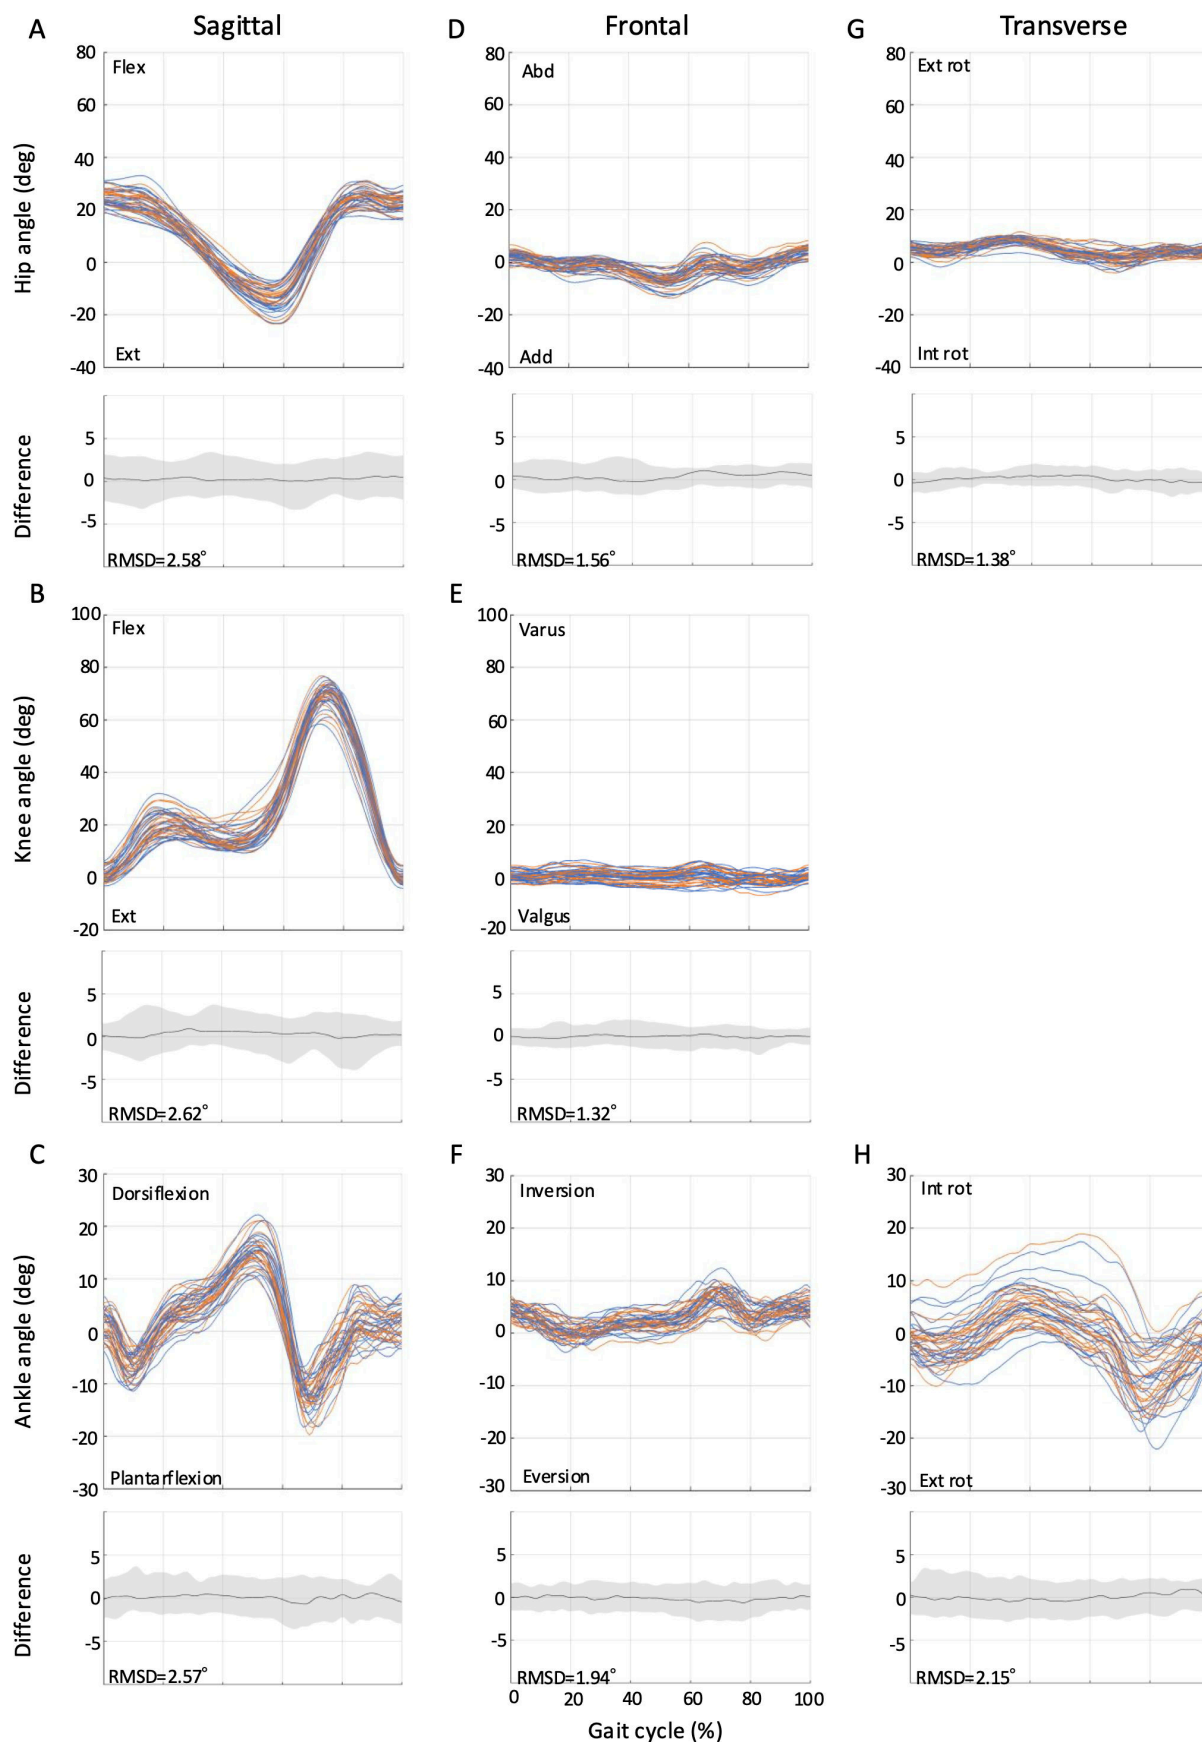 A Sagittal D Frontal G Transverse
80 80 80
Flex Abd Ext rot
60 60 60
40 40 40
20 20 20
Hip angle (deg)
0 0 0
-20 -20 -20
Ext Add Int rot
-40 -40 -40
5 5 5
Difference
0 0 0
-5 -5 -5
RMSD=2.58° RMSD=1.56° RMSD=1.38°
B E
100 100
Flex Varus
80 80
60 60
40 40
Knee angle (deg)
20 20
0 0
Ext Valgus
-20 -20
5 5
Difference
0 0
-5 -5
RMSD=2.62° RMSD=1.32°
C F H
30 30 30
Dorsiflexion Inversion Int rot
20 20 20
10 10 10
Ankle angle (deg)
0 0 0
-10 -10 -10
-20 -20 -20
Plantarflexion Eversion Ext rot
-30 -30 -30
5 5 5
Difference
0 0 0
-5 -5 -5
RMSD=2.57° RMSD=1.94° RMSD=2.15°
0 20 40 60 80 100
Gait cycle (%)